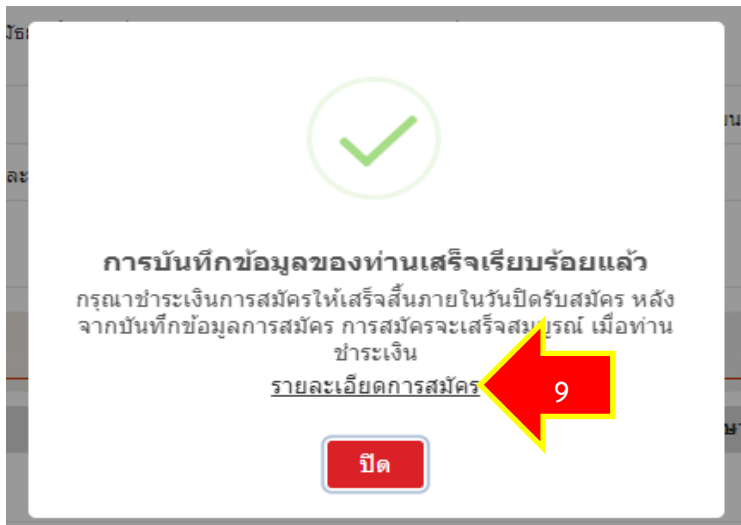 การบันทึกข้อมูลของท่านเสร็จเรียบร้อยแล้ว
กรุณาชำระเงินการสมัครให้เสร็จสิ้นภายในวันปิดรับสมัคร หลัง
จากบันทึกข้อมูลการสมัคร การสมัครจะเสร็จสมบูรณ์ เมื่อท่าน
ชำระเงิน
รายละเอียดการสมัคร
9
ปิด